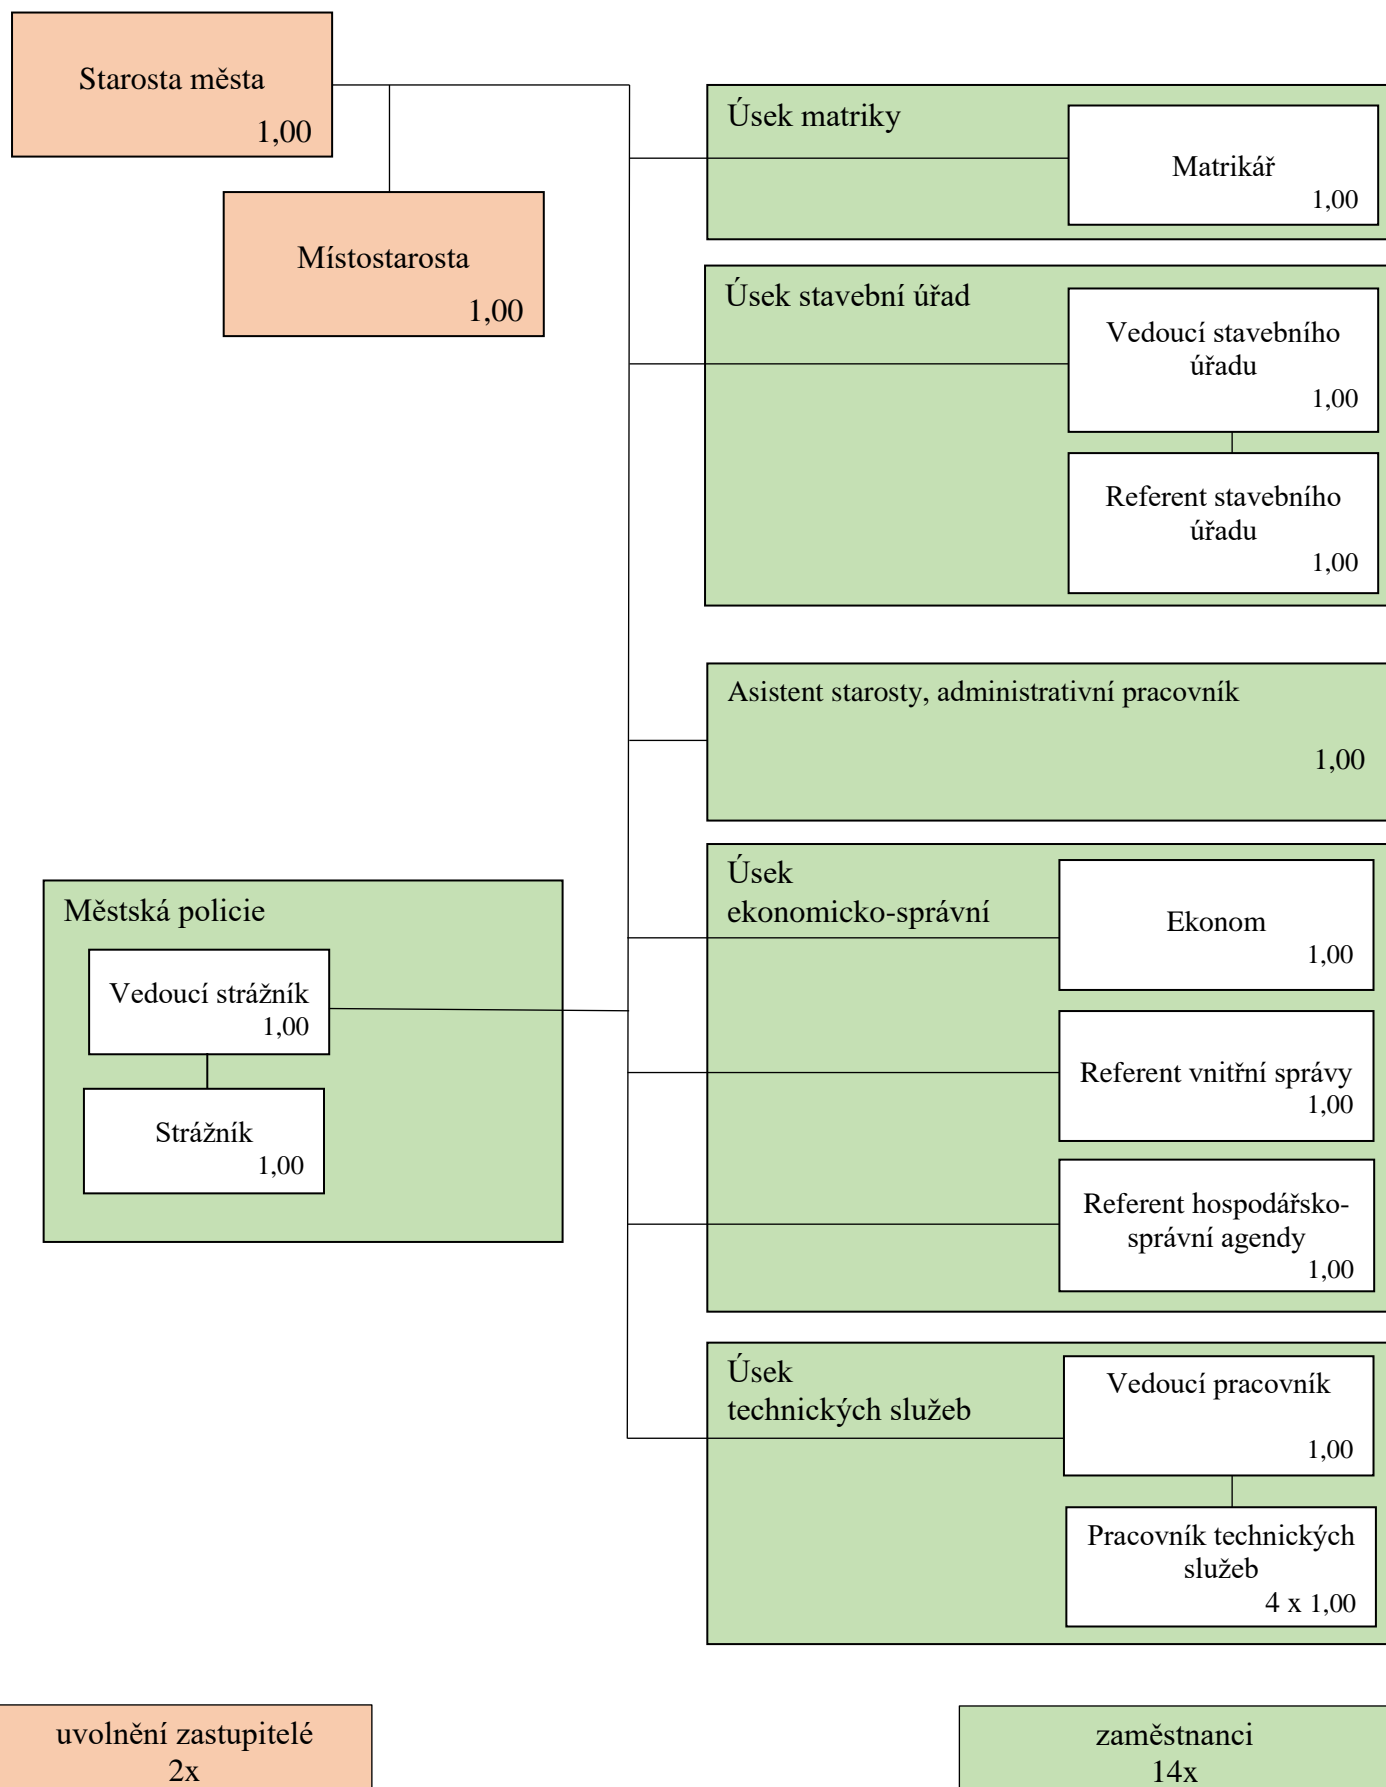 Starosta města
1,00
Místostarosta
1,00
Úsek matriky
Matrikář
1,00
Úsek stavební úřad
Vedoucí stavebního
úřadu
1,00
Referent stavebního
úřadu
1,00
Asistent starosty, administrativní pracovník
1,00
Městská policie
Vedoucí strážník
1,00
Strážník
1,00
Úsek
ekonomicko-správní
Ekonom
1,00
Referent vnitřní správy
1,00
Referent hospodářsko-
správní agendy
1,00
Úsek
technických služeb
Vedoucí pracovník
1,00
Pracovník technických
služeb
4 x 1,00
uvolnění zastupitelé
2x
zaměstnanci
14x